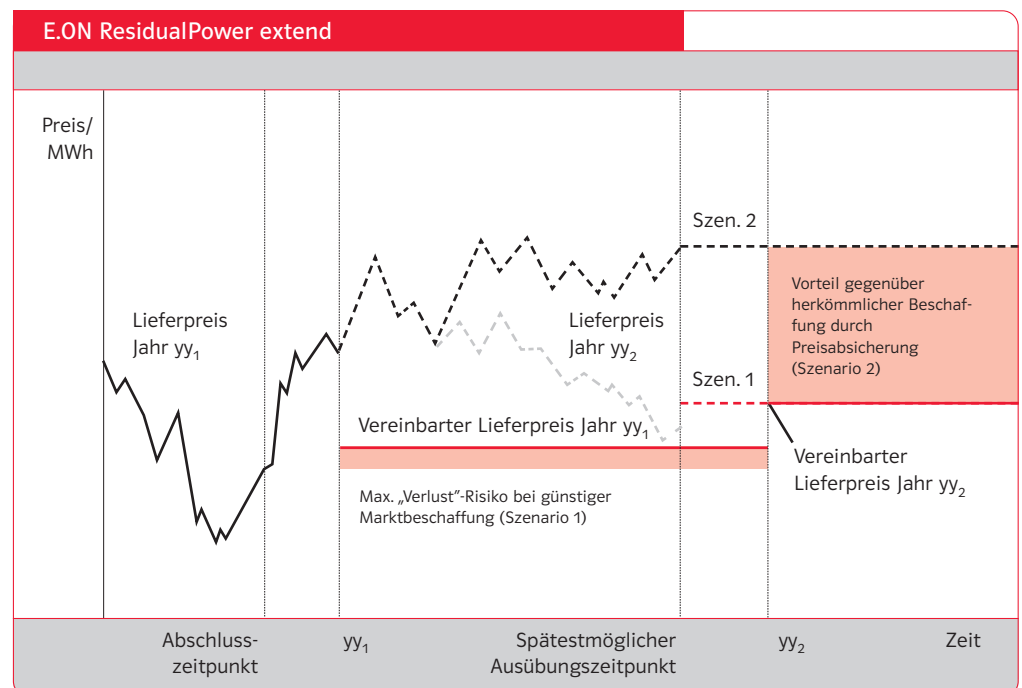 E.ON ResidualPower extend
Preis/
MWh
Szen. 2
Lieferpreis
Jahr yy₁
Lieferpreis
Jahr yy₂
Vorteil gegenüber
herkömmlicher Beschaf-
fung durch
Preisabsicherung
(Szenario 2)
Szen. 1
Vereinbarter Lieferpreis Jahr yy₁
Vereinbarter
Lieferpreis Jahr yy₂
Max. „Verlust"-Risiko bei günstiger
Marktbeschaffung (Szenario 1)
Abschluss-
zeitpunkt
yy₁
Spätestmöglicher
Ausübungszeitpunkt
yy₂
Zeit